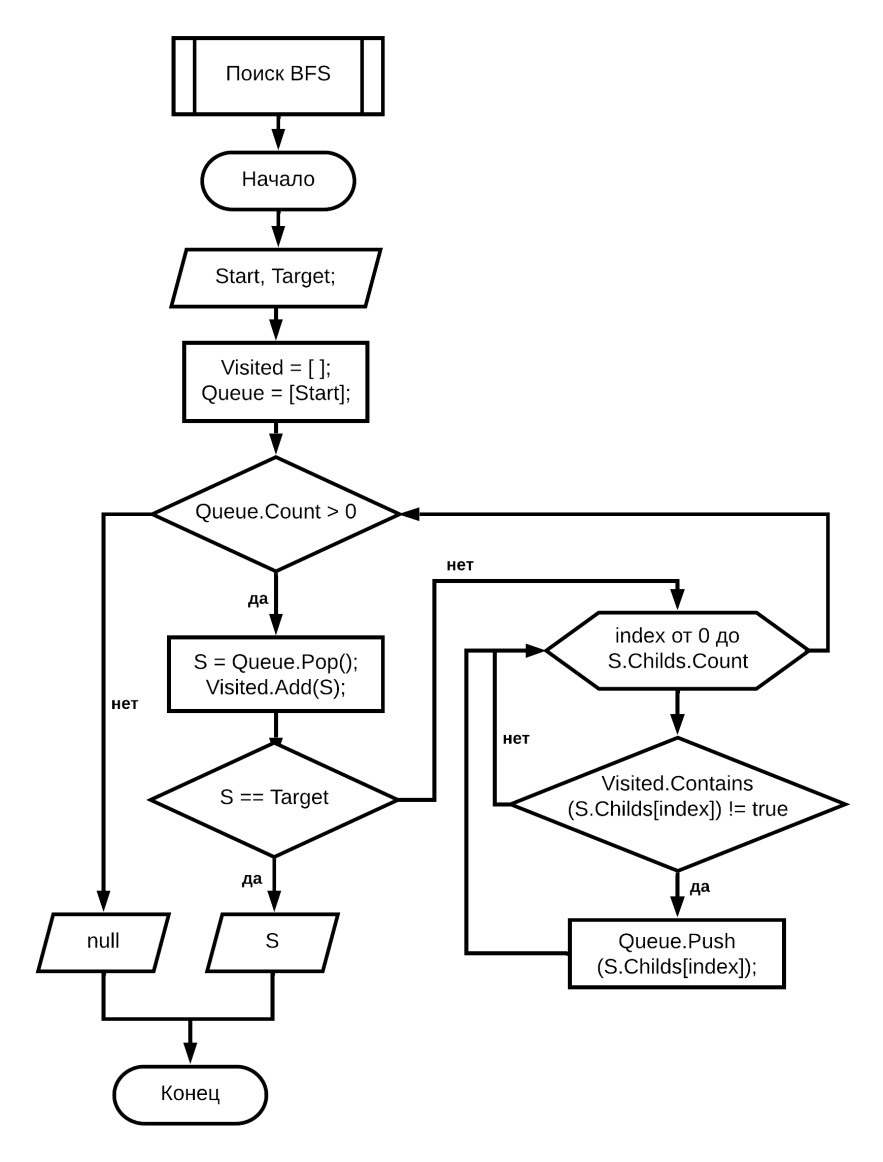 Поиск BFS
Начало
Start, Target;
Visited = [ ];
Queue = [Start];
Queue.Count > 0
да
нет
S = Queue.Pop();
Visited.Add(S);
S == Target
нет
да
null
S
Конец
index от 0 до
S.Childs.Count
Visited.Contains
(S.Childs[index]) != true
нет
да
Queue.Push
(S.Childs[index]);